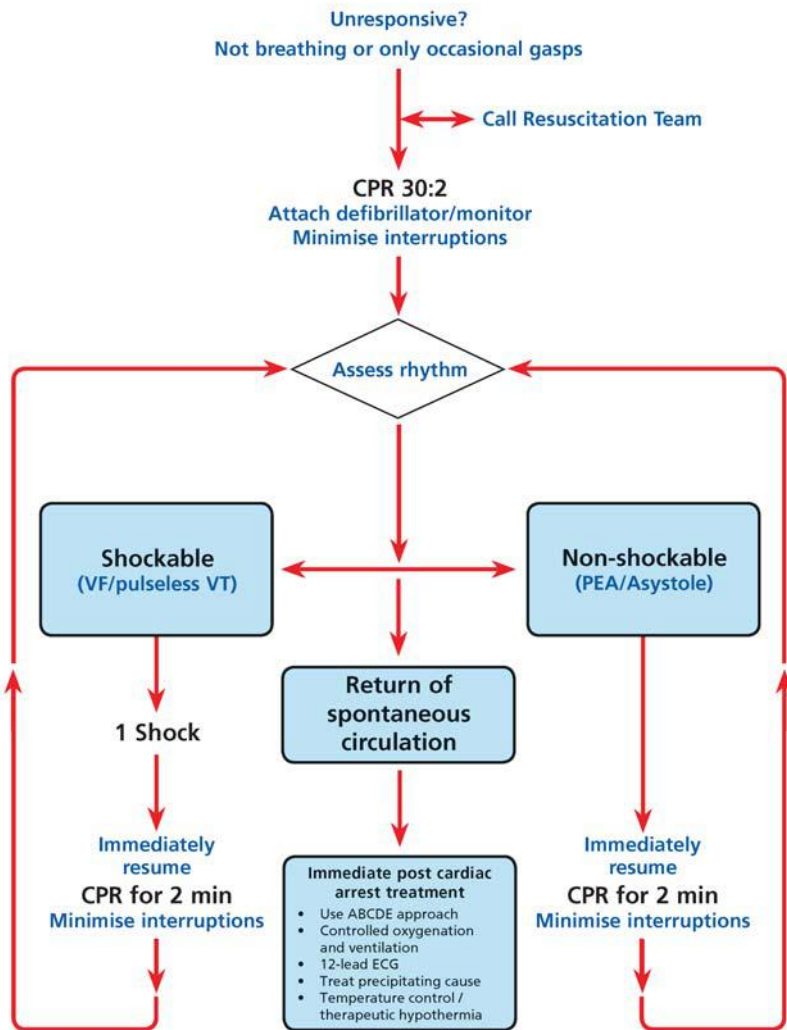 Unresponsive?
Not breathing or only occasional gasps
Call Resuscitation Team
CPR 30:2
Attach defibrillator/monitor
Minimise interruptions
Assess rhythm
Shockable
(VF/pulseless VT)
Non-shockable
(PEA/Asystole)
1 Shock
Return of
spontaneous
circulation
Immediately
resume
CPR for 2 min
Minimise interruptions
Immediate post cardiac
arrest treatment
• Use ABCDE approach
• Controlled oxygenation
and ventilation
• 12-lead ECG
• Treat precipitating cause
• Temperature control /
therapeutic hypothermia
Immediately
resume
CPR for 2 min
Minimise interruptions